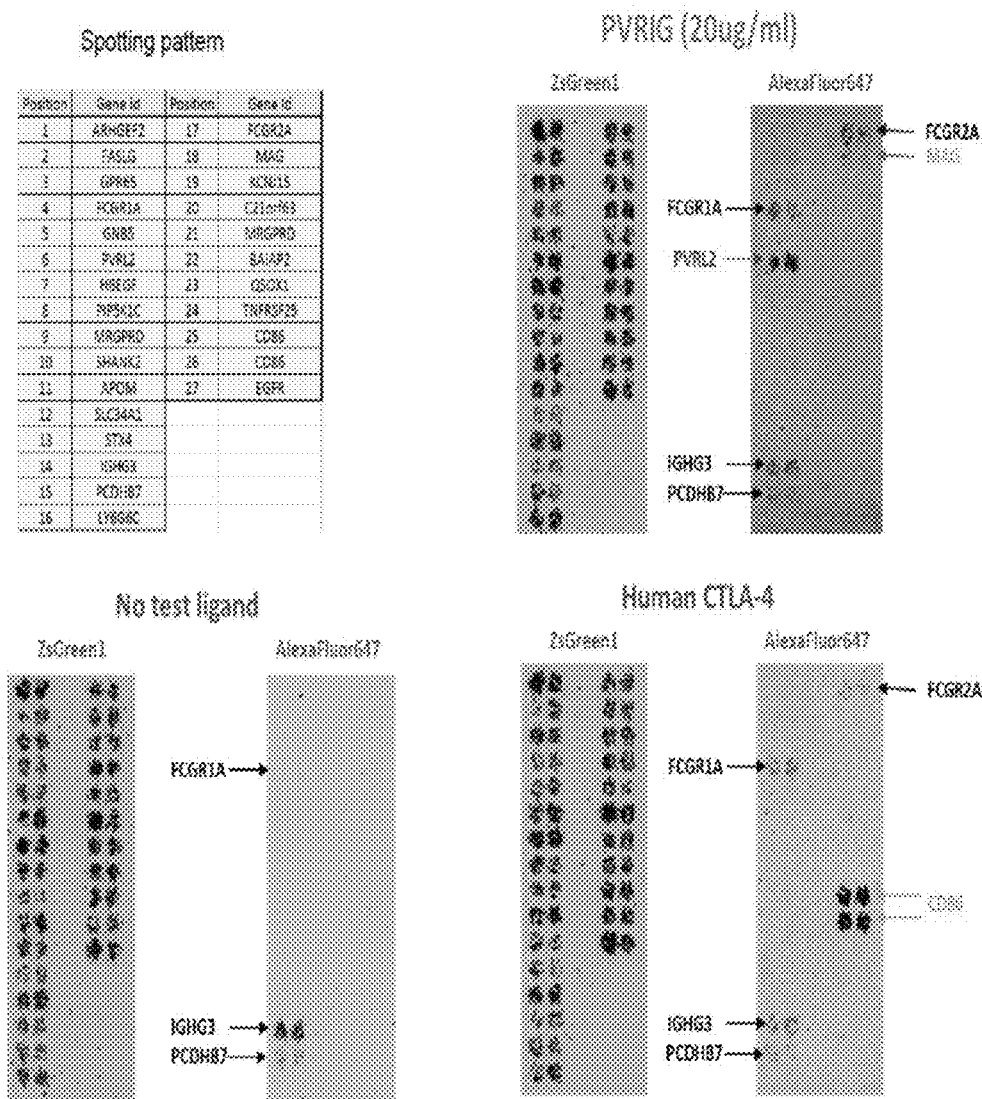 Spotting pattern
Position Gene id Position Gene id
1 ARHGEF2 17 FCGR2A
2 FASLG 18 MAG
3 GPR65 19 KCNJ15
4 FCGR1A 20 C21orf63
5 GNB5 21 MRGPRD
6 PVRL2 22 BAIAP2
7 HBEGF 23 QSOX1
8 PIP5K1C 24 TNFRSF25
9 MRGPRD 25 CD86
10 SHANK2 26 CD86
11 APOM 27 EGFR
12 SLC34A1
13 STX4
14 IGHG3
15 PCDHB7
16 LY6G6C
PVRIG (20ug/ml)
ZsGreen1 AlexaFluor647
FCGR2A
MAG
FCGR1A
PVRL2
IGHG3
PCDHB7
No test ligand
ZsGreen1 AlexaFluor647
FCGR1A
IGHG3
PCDHB7
Human CTLA-4
ZsGreen1 AlexaFluor647
FCGR2A
FCGR1A
CD86
IGHG3
PCDHB7